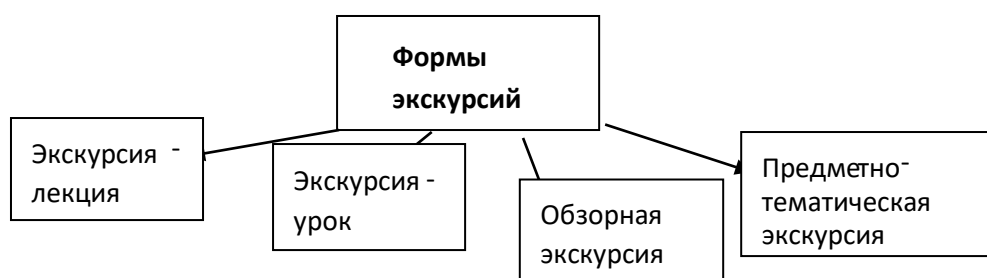 Формы
экскурсий
Экскурсия -
лекция
Экскурсия -
урок
Обзорная
экскурсия
Предметно-
тематическая
экскурсия